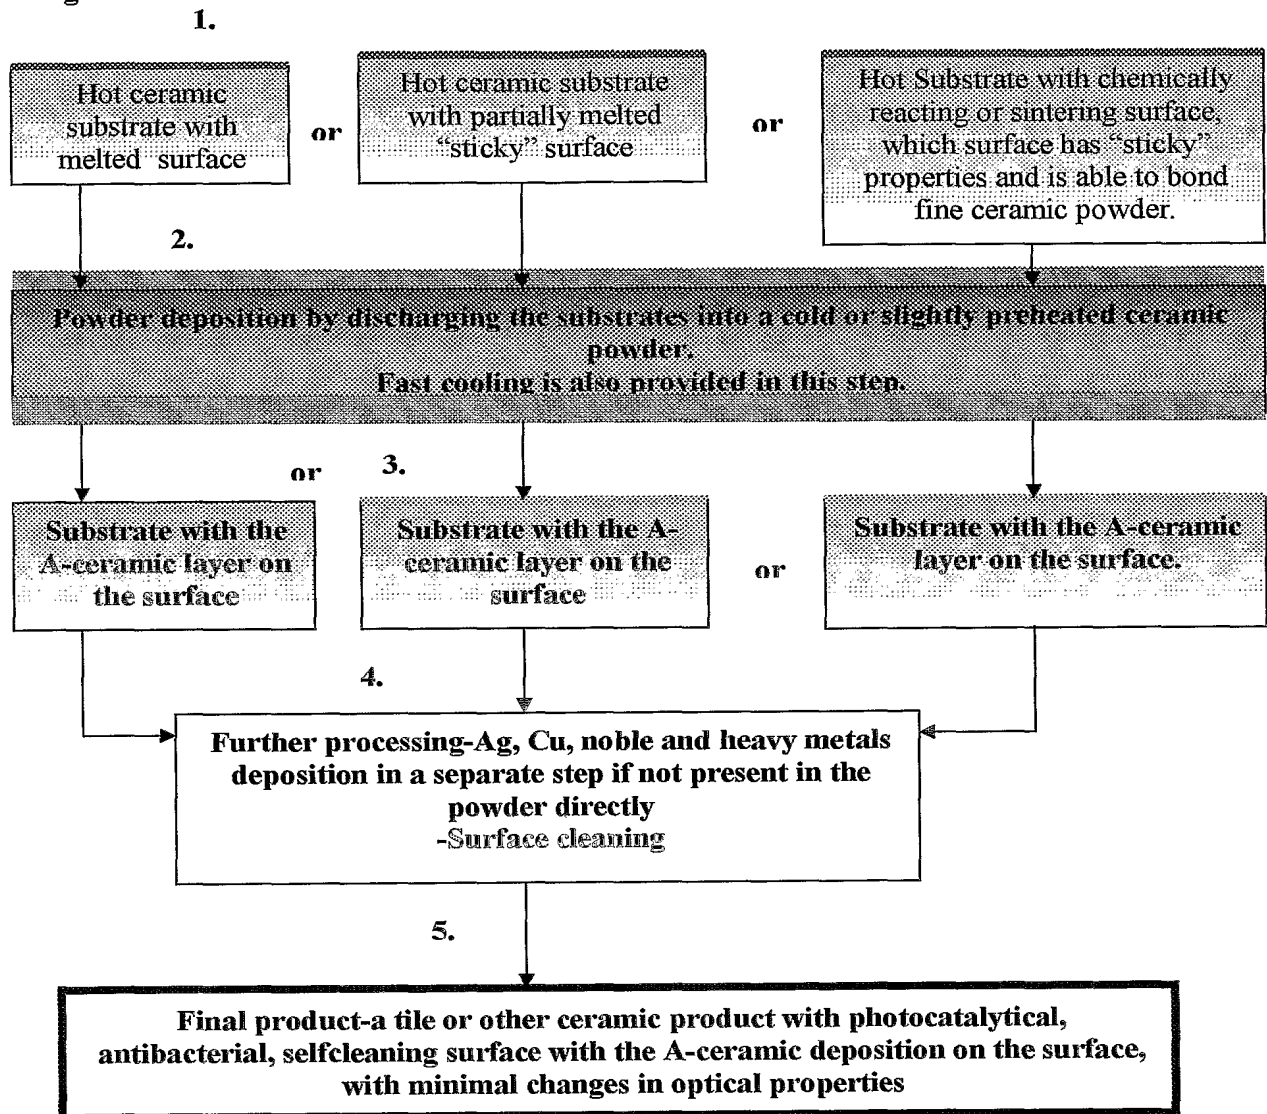 1.
Hot ceramic
substrate with
melted surface
or
Hot ceramic substrate
with partially melted
“sticky” surface
or
Hot Substrate with chemically
reacting or sintering surface,
which surface has “sticky”
properties and is able to bond
fine ceramic powder.
2.
Powder deposition by discharging the substrates into a cold or slightly preheated ceramic
powder.
Fast cooling is also provided in this step.
or
3.
Substrate with the
A-ceramic layer on
the surface
Substrate with the A-
ceramic layer on the
surface
or
Substrate with the A-ceramic
layer on the surface.
4.
Further processing-Ag, Cu, noble and heavy metals
deposition in a separate step if not present in the
powder directly
-Surface cleaning
5.
Final product-a tile or other ceramic product with photocatalytical,
antibacterial, selfcleaning surface with the A-ceramic deposition on the surface,
with minimal changes in optical properties